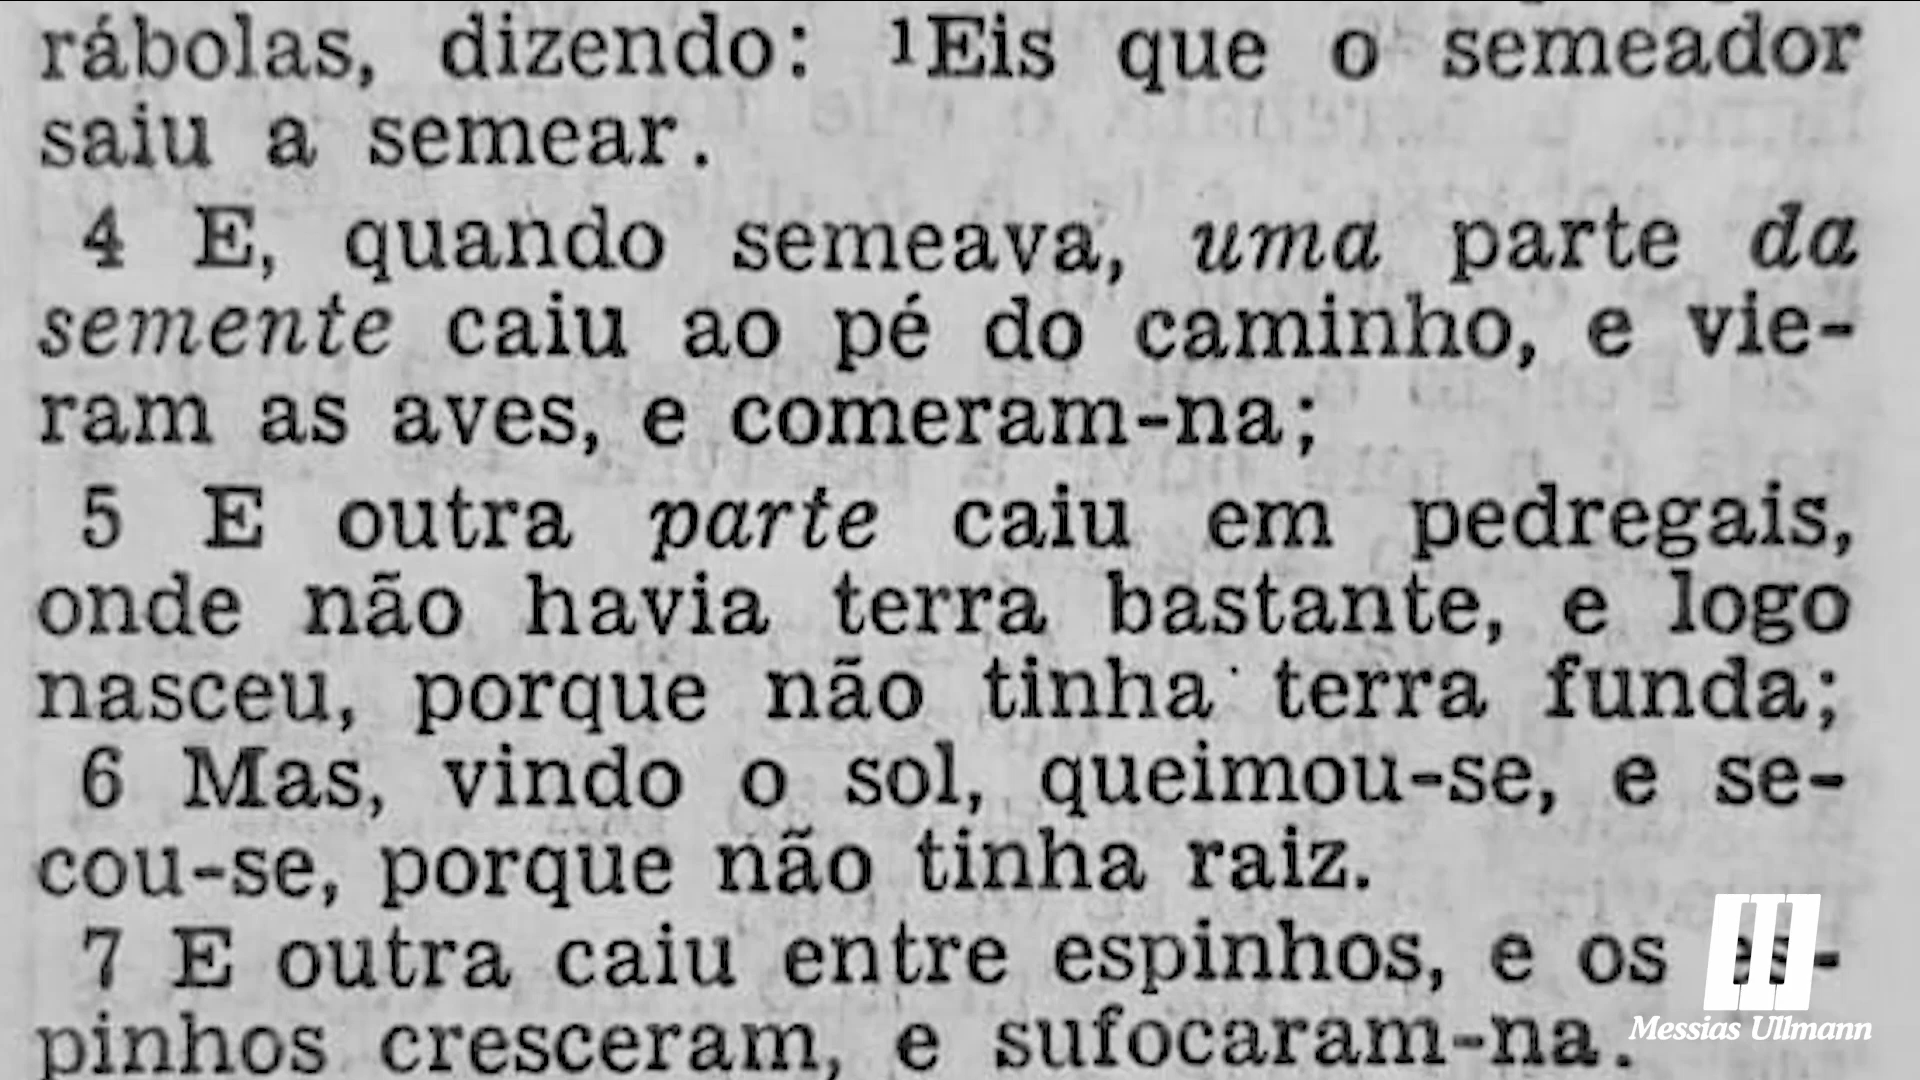 rábolas, dizendo: ¹Eis que o semeador
saiu a semear.
4 E, quando semeava, uma parte da
semente caiu ao pé do caminho, e vie-
ram as aves, e comeram-na;
5 E outra parte caiu em pedregais,
onde não havia terra bastante, e logo
nasceu, porque não tinha terra funda;
6 Mas, vindo o sol, queimou-se, e se-
cou-se, porque não tinha raiz.
7 E outra caiu entre espinhos, e os es-
pinhos cresceram, e sufocaram-na.
Messias Ullmann